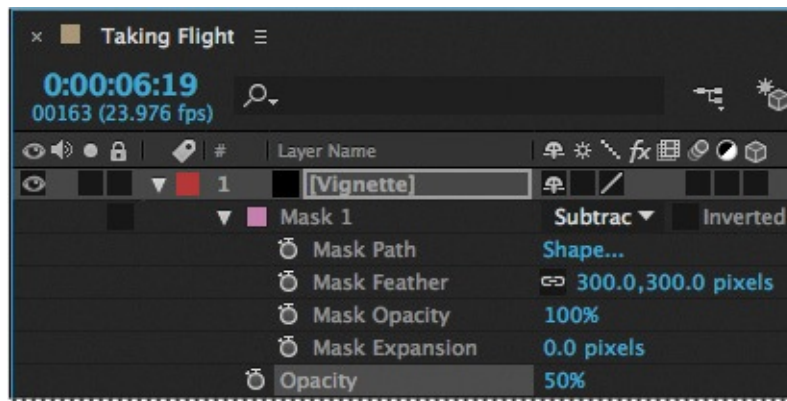 × Taking Flight ≡
0:00:06:19
00163 (23.976 fps)
# Layer Name fx
1 [Vignette]
Mask 1 Subtrac Inverted
Mask Path Shape...
Mask Feather 300.0,300.0 pixels
Mask Opacity 100%
Mask Expansion 0.0 pixels
Opacity 50%